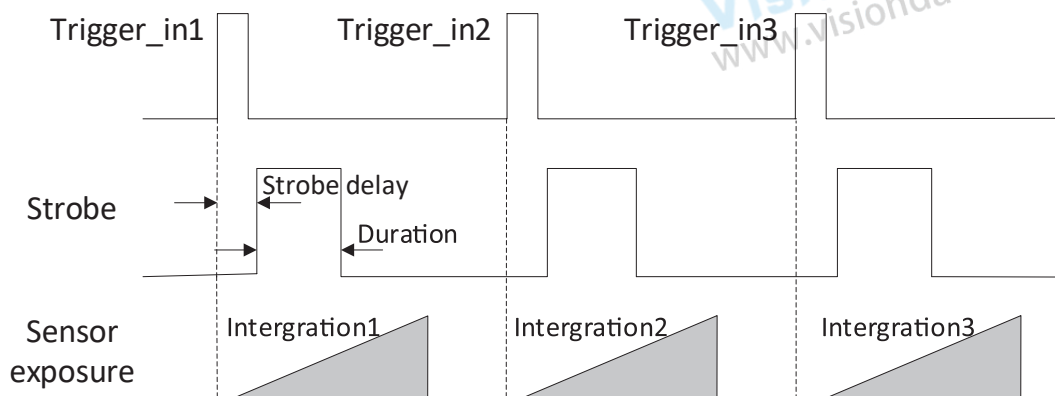 Trigger_in1 Trigger_in2 Trigger_in3
Strobe delay
Strobe
Duration
Sensor
exposure
Intergration1 Intergration2 Intergration3